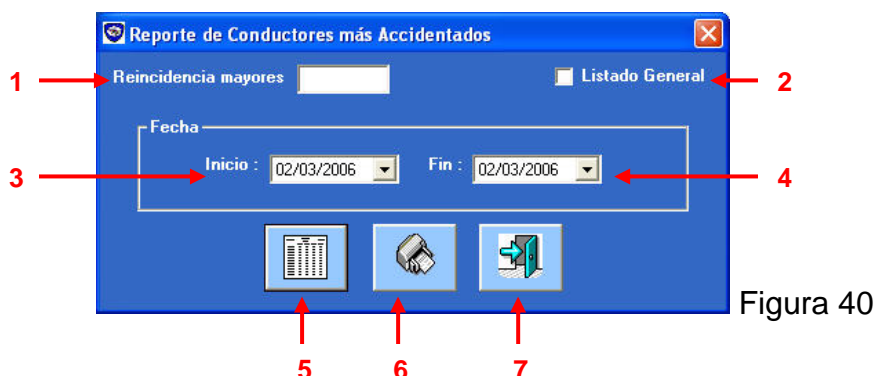 Reporte de Conductores más Accidentados
1 Reincidencia mayores Listado General 2
Fecha
3 Inicio : 02/03/2006 Fin : 02/03/2006 4
Figura 40
5 6 7